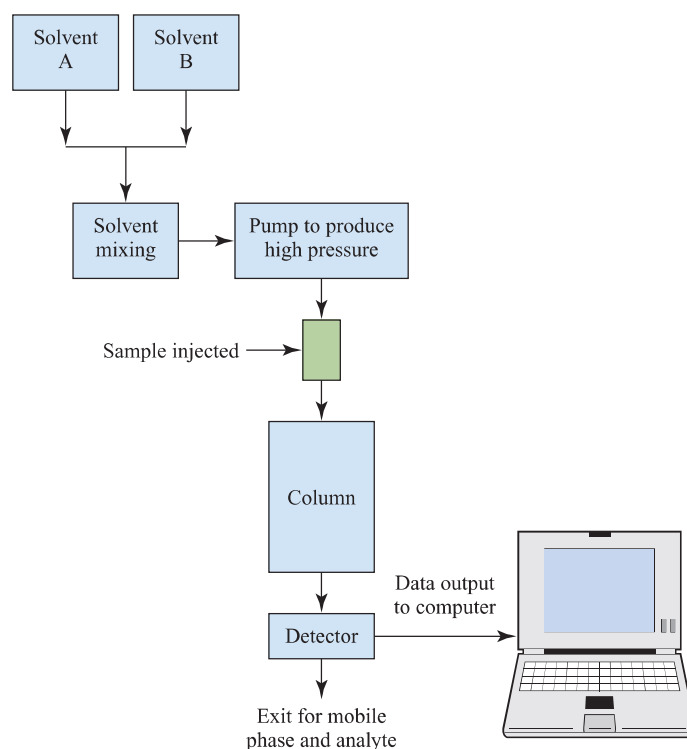 Solvent
A
Solvent
B
Solvent
mixing
Pump to produce
high pressure
Sample injected
Column
Data output
to computer
Detector
Exit for mobile
phase and analyte